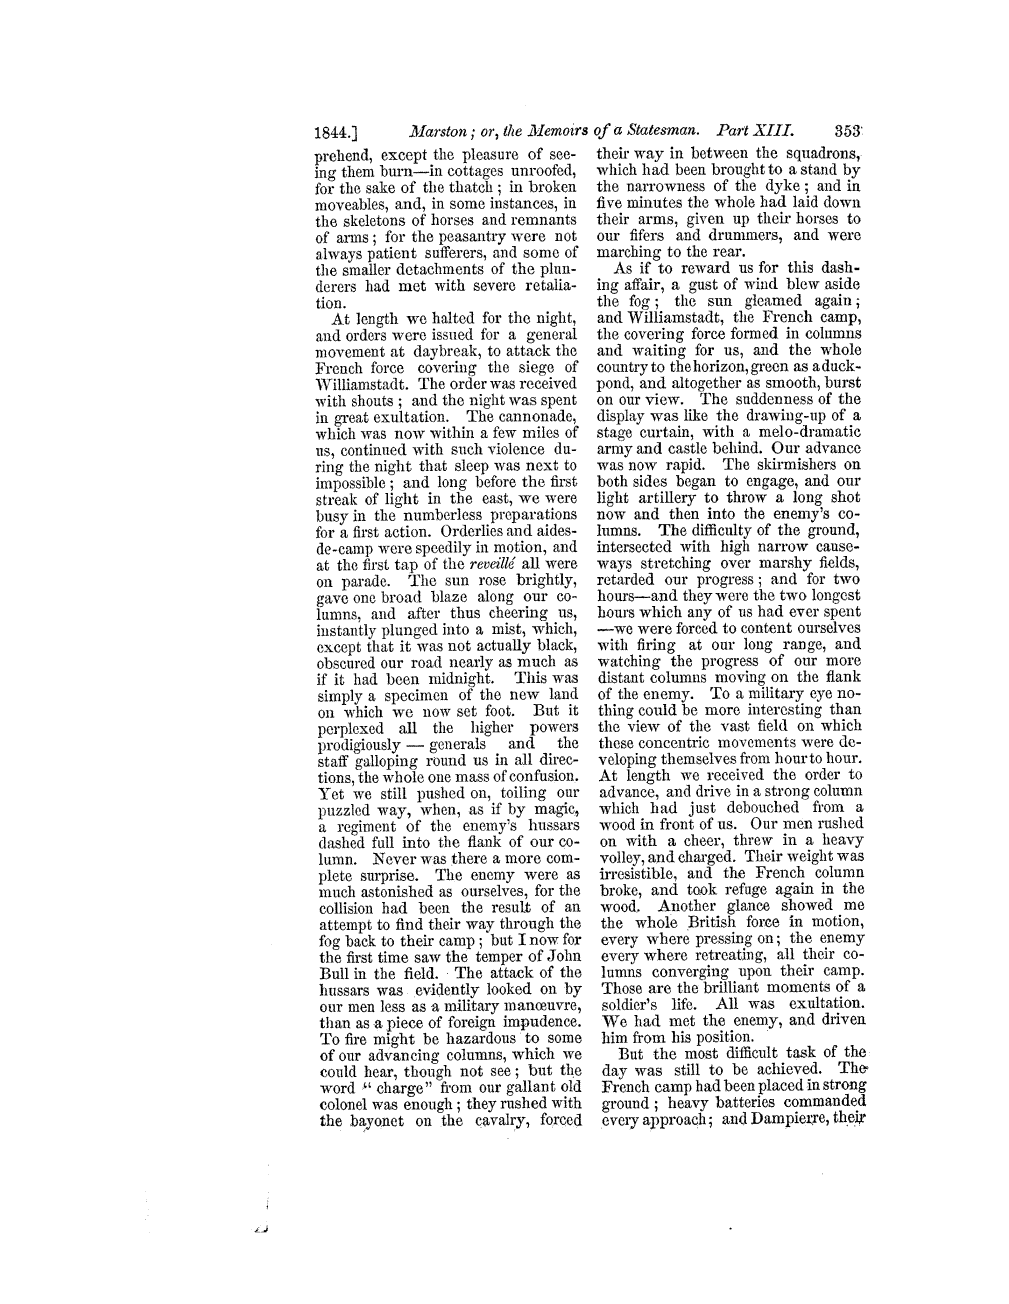 1844.] Marston ; or, the Memoirs of a Statesman. Part XIII. 353
prehend, except the pleasure of see-
ing them burn—in cottages unroofed,
for the sake of the thatch ; in broken
moveables, and, in some instances, in
the skeletons of horses and remnants
of arms ; for the peasantry were not
always patient sufferers, and some of
the smaller detachments of the plun-
derers had met with severe retalia-
tion.
At length we halted for the night,
and orders were issued for a general
movement at daybreak, to attack the
French force covering the siege of
Williamstadt. The order was received
with shouts ; and the night was spent
in great exultation. The cannonade,
which was now within a few miles of
us, continued with such violence du-
ring the night that sleep was next to
impossible ; and long before the first
streak of light in the east, we were
busy in the numberless preparations
for a first action. Orderlies and aides-
de-camp were speedily in motion, and
at the first tap of the reveillé all were
on parade. The sun rose brightly,
gave one broad blaze along our co-
lumns, and after thus cheering us,
instantly plunged into a mist, which,
except that it was not actually black,
obscured our road nearly as much as
if it had been midnight. This was
simply a specimen of the new land
on which we now set foot. But it
perplexed all the higher powers
prodigiously — generals and the
staff galloping round us in all direc-
tions, the whole one mass of confusion.
Yet we still pushed on, toiling our
puzzled way, when, as if by magic,
a regiment of the enemy's hussars
dashed full into the flank of our co-
lumn. Never was there a more com-
plete surprise. The enemy were as
much astonished as ourselves, for the
collision had been the result of an
attempt to find their way through the
fog back to their camp ; but I now for
the first time saw the temper of John
Bull in the field. The attack of the
hussars was evidently looked on by
our men less as a military manœuvre,
than as a piece of foreign impudence.
To fire might be hazardous to some
of our advancing columns, which we
could hear, though not see ; but the
word " charge" from our gallant old
colonel was enough ; they rushed with
the bayonet on the cavalry, forced
their way in between the squadrons,
which had been brought to a stand by
the narrowness of the dyke ; and in
five minutes the whole had laid down
their arms, given up their horses to
our fifers and drummers, and were
marching to the rear.
As if to reward us for this dash-
ing affair, a gust of wind blew aside
the fog ; the sun gleamed again ;
and Williamstadt, the French camp,
the covering force formed in columns
and waiting for us, and the whole
country to the horizon, green as a duck-
pond, and altogether as smooth, burst
on our view. The suddenness of the
display was like the drawing-up of a
stage curtain, with a melo-dramatic
army and castle behind. Our advance
was now rapid. The skirmishers on
both sides began to engage, and our
light artillery to throw a long shot
now and then into the enemy's co-
lumns. The difficulty of the ground,
intersected with high narrow cause-
ways stretching over marshy fields,
retarded our progress ; and for two
hours—and they were the two longest
hours which any of us had ever spent
—we were forced to content ourselves
with firing at our long range, and
watching the progress of our more
distant columns moving on the flank
of the enemy. To a military eye no-
thing could be more interesting than
the view of the vast field on which
these concentric movements were de-
veloping themselves from hour to hour.
At length we received the order to
advance, and drive in a strong column
which had just debouched from a
wood in front of us. Our men rushed
on with a cheer, threw in a heavy
volley, and charged. Their weight was
irresistible, and the French column
broke, and took refuge again in the
wood. Another glance showed me
the whole British force in motion,
every where pressing on ; the enemy
every where retreating, all their co-
lumns converging upon their camp.
Those are the brilliant moments of a
soldier's life. All was exultation.
We had met the enemy, and driven
him from his position.
But the most difficult task of the
day was still to be achieved. The
French camp had been placed in strong
ground ; heavy batteries commanded
every approach ; and Dampierre, their